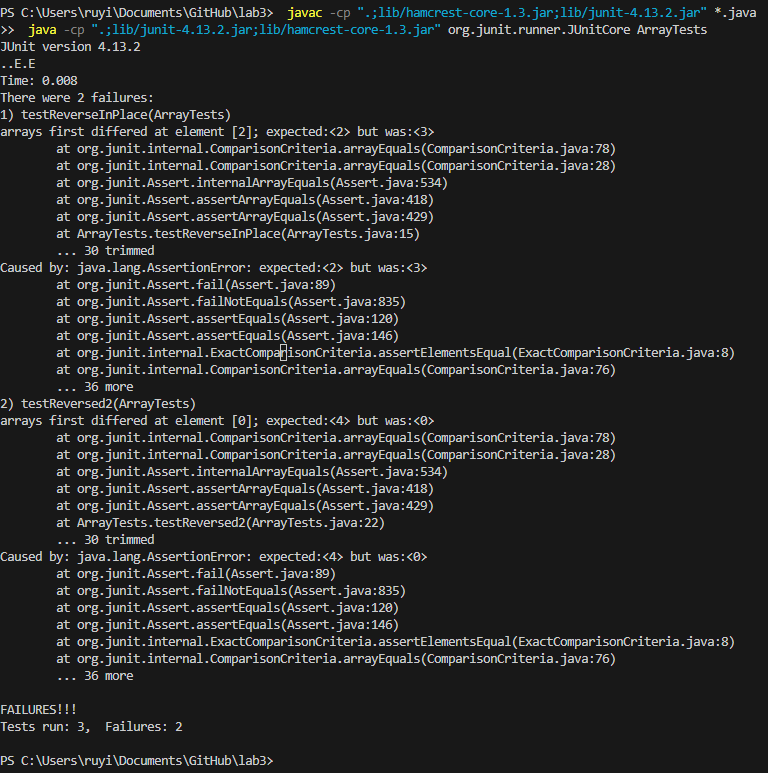 PS C:\Users\ruyi\Documents\GitHub\lab3>  javac -cp ".;lib/hamcrest-core-1.3.jar;lib/junit-4.13.2.jar" *.java
>>  java -cp ".;lib/junit-4.13.2.jar;lib/hamcrest-core-1.3.jar" org.junit.runner.JUnitCore ArrayTests
JUnit version 4.13.2
..E.E
Time: 0.008
There were 2 failures:
1) testReverseInPlace(ArrayTests)
arrays first differed at element [2]; expected:<2> but was:<3>
        at org.junit.internal.ComparisonCriteria.arrayEquals(ComparisonCriteria.java:78)
        at org.junit.internal.ComparisonCriteria.arrayEquals(ComparisonCriteria.java:28)
        at org.junit.Assert.internalArrayEquals(Assert.java:534)
        at org.junit.Assert.assertArrayEquals(Assert.java:418)
        at org.junit.Assert.assertArrayEquals(Assert.java:429)
        at ArrayTests.testReverseInPlace(ArrayTests.java:15)
        ... 30 trimmed
Caused by: java.lang.AssertionError: expected:<2> but was:<3>
        at org.junit.Assert.fail(Assert.java:89)
        at org.junit.Assert.failNotEquals(Assert.java:835)
        at org.junit.Assert.assertEquals(Assert.java:120)
        at org.junit.Assert.assertEquals(Assert.java:146)
        at org.junit.internal.ExactComparisonCriteria.assertElementsEqual(ExactComparisonCriteria.java:8)
        at org.junit.internal.ComparisonCriteria.arrayEquals(ComparisonCriteria.java:76)
        ... 36 more
2) testReversed2(ArrayTests)
arrays first differed at element [0]; expected:<4> but was:<0>
        at org.junit.internal.ComparisonCriteria.arrayEquals(ComparisonCriteria.java:78)
        at org.junit.internal.ComparisonCriteria.arrayEquals(ComparisonCriteria.java:28)
        at org.junit.Assert.internalArrayEquals(Assert.java:534)
        at org.junit.Assert.assertArrayEquals(Assert.java:418)
        at org.junit.Assert.assertArrayEquals(Assert.java:429)
        at ArrayTests.testReversed2(ArrayTests.java:22)
        ... 30 trimmed
Caused by: java.lang.AssertionError: expected:<4> but was:<0>
        at org.junit.Assert.fail(Assert.java:89)
        at org.junit.Assert.failNotEquals(Assert.java:835)
        at org.junit.Assert.assertEquals(Assert.java:120)
        at org.junit.Assert.assertEquals(Assert.java:146)
        at org.junit.internal.ExactComparisonCriteria.assertElementsEqual(ExactComparisonCriteria.java:8)
        at org.junit.internal.ComparisonCriteria.arrayEquals(ComparisonCriteria.java:76)
        ... 36 more

FAILURES!!!
Tests run: 3,  Failures: 2

PS C:\Users\ruyi\Documents\GitHub\lab3>